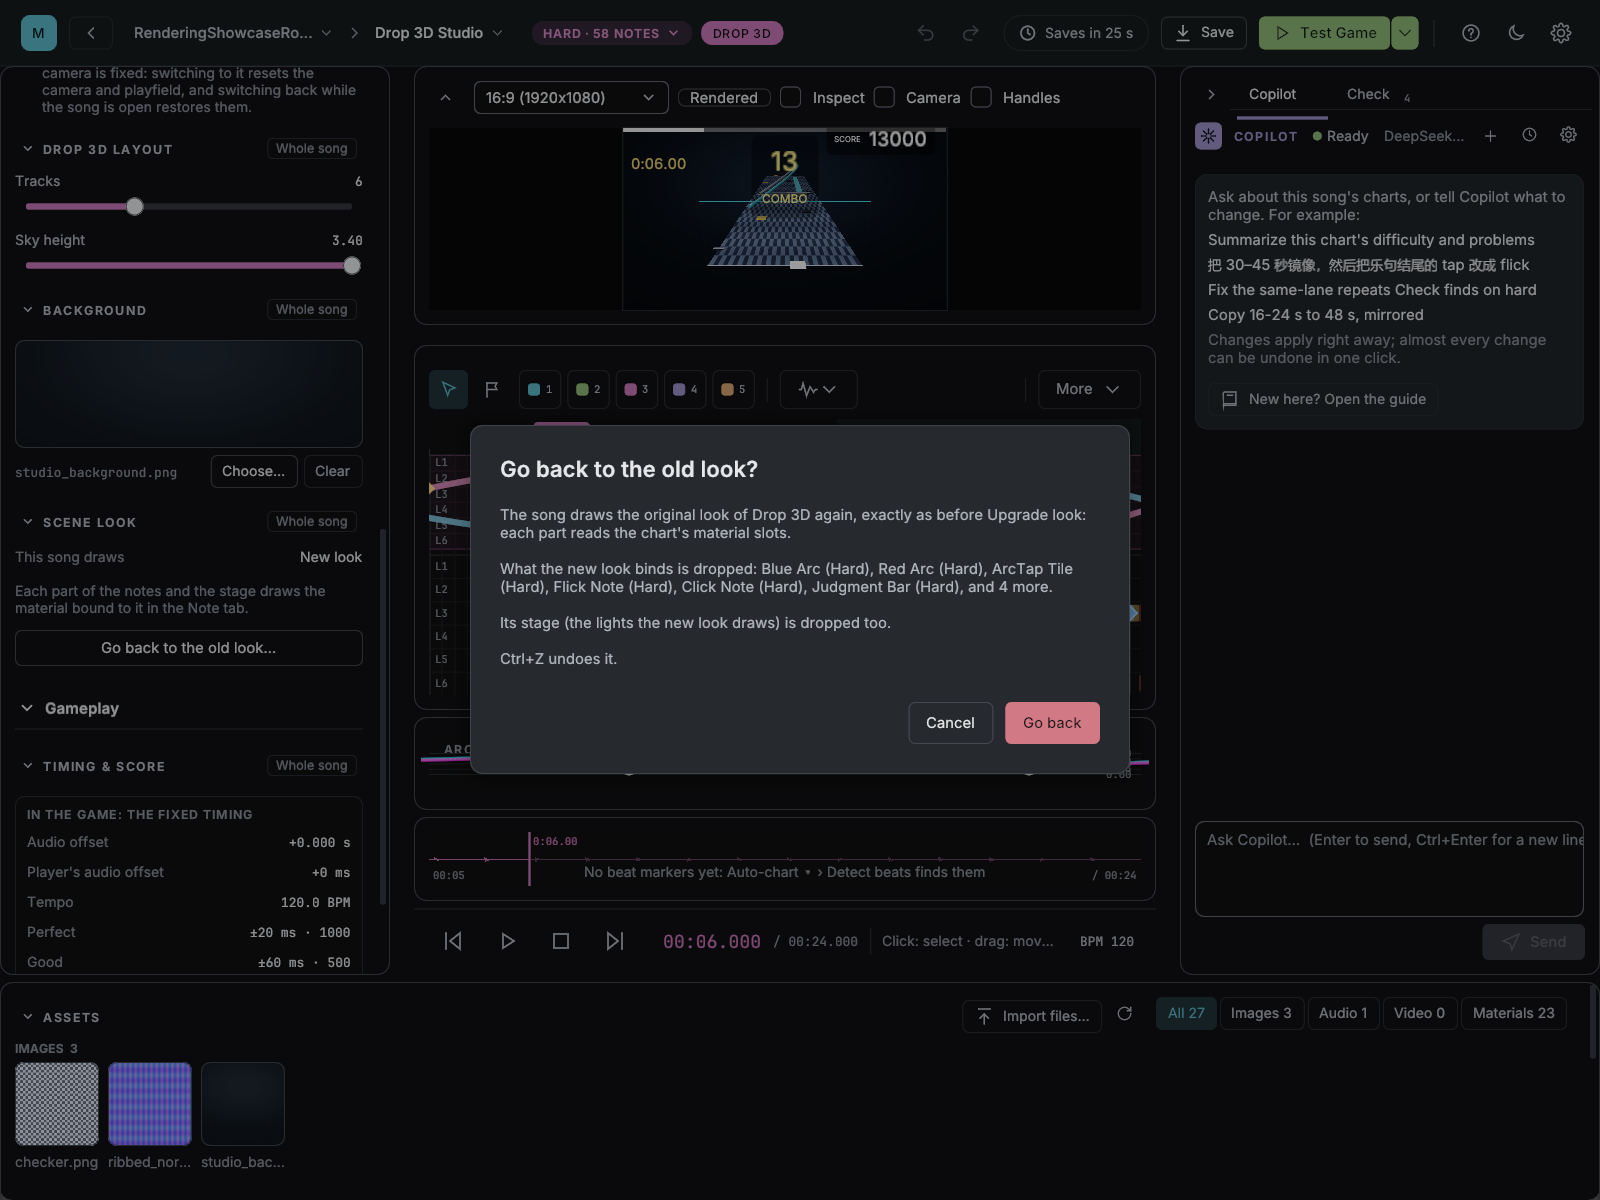 M
RenderingShowcaseRo...
Drop 3D Studio
HARD · 58 NOTES
DROP 3D
Saves in 25 s
Save
Test Game
camera is fixed: switching to it resets the
camera and playfield, and switching back while
the song is open restores them.
DROP 3D LAYOUT
Whole song
Tracks
6
Sky height
3.40
BACKGROUND
Whole song
studio_background.png
Choose...
Clear
SCENE LOOK
Whole song
This song draws
New look
Each part of the notes and the stage draws the
material bound to it in the Note tab.
Go back to the old look...
Gameplay
TIMING & SCORE
Whole song
IN THE GAME: THE FIXED TIMING
Audio offset
+0.000 s
Player's audio offset
+0 ms
Tempo
120.0 BPM
Perfect
±20 ms · 1000
Good
±60 ms · 500
16:9 (1920x1080)
Rendered
Inspect
Camera
Handles
SCORE 13000
0:06.00
13
COMBO
1
2
3
4
5
More
L1
L2
L3
L4
L5
L6
L1
L2
L3
L4
L5
L6
Go back to the old look?
The song draws the original look of Drop 3D again, exactly as before Upgrade look:
each part reads the chart's material slots.
What the new look binds is dropped: Blue Arc (Hard), Red Arc (Hard), ArcTap Tile
(Hard), Flick Note (Hard), Click Note (Hard), Judgment Bar (Hard), and 4 more.
Its stage (the lights the new look draws) is dropped too.
Ctrl+Z undoes it.
Cancel
Go back
ARC
0:06.00
00:05
No beat markers yet: Auto-chart ▾ › Detect beats finds them
/ 00:24
00:06.000
/ 00:24.000
Click: select · drag: mov...
BPM 120
Copilot
Check 4
COPILOT
Ready
DeepSeek...
Ask about this song's charts, or tell Copilot what to
change. For example:
Summarize this chart's difficulty and problems
把 30–45 秒镜像，然后把乐句结尾的 tap 改成 flick
Fix the same-lane repeats Check finds on hard
Copy 16-24 s to 48 s, mirrored
Changes apply right away; almost every change
can be undone in one click.
New here? Open the guide
Ask Copilot... (Enter to send, Ctrl+Enter for a new line
Send
ASSETS
Import files...
All 27
Images 3
Audio 1
Video 0
Materials 23
IMAGES 3
checker.png
ribbed_nor...
studio_bac...